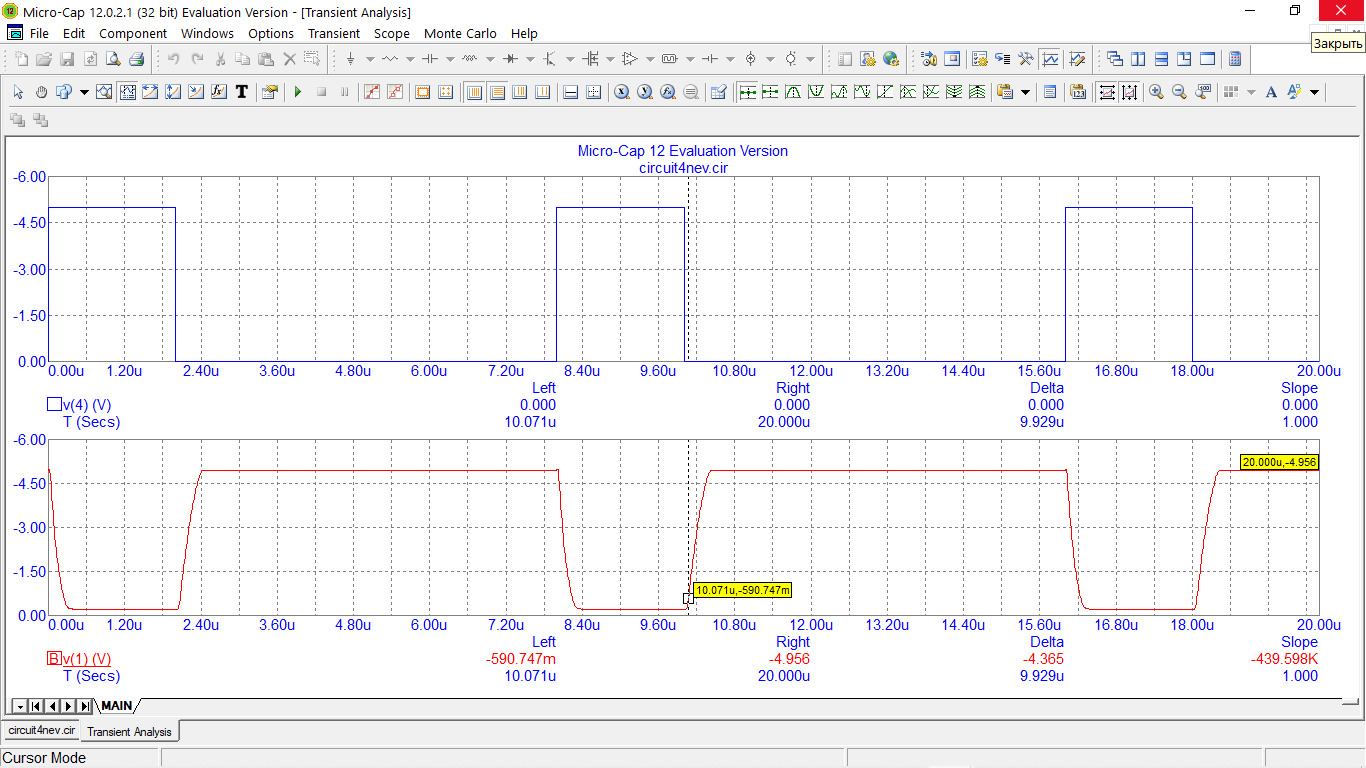 Micro-Cap 12.0.2.1 (32 bit) Evaluation Version - [Transient Analysis]
File Edit Component Windows Options Transient Scope Monte Carlo Help
Закрыть
Micro-Cap 12 Evaluation Version
circuit4nev.cir
-6.00
-4.50
-3.00
-1.50
0.00
0.00u 1.20u 2.40u 3.60u 4.80u 6.00u 7.20u 8.40u 9.60u 10.80u 12.00u 13.20u 14.40u 15.60u 16.80u 18.00u 20.00u
Left Right Delta Slope
v(4) (V) 0.000 0.000 0.000 0.000
T (Secs) 10.071u 20.000u 9.929u 1.000
-6.00
20.000u,-4.956
-4.50
-3.00
-1.50
10.071u,-590.747m
0.00
0.00u 1.20u 2.40u 3.60u 4.80u 6.00u 7.20u 8.40u 9.60u 10.80u 12.00u 13.20u 14.40u 15.60u 16.80u 18.00u 20.00u
Left Right Delta Slope
B v(1) (V) -590.747m -4.956 -4.365 -439.598K
T (Secs) 10.071u 20.000u 9.929u 1.000
MAIN
circuit4nev.cir Transient Analysis
Cursor Mode